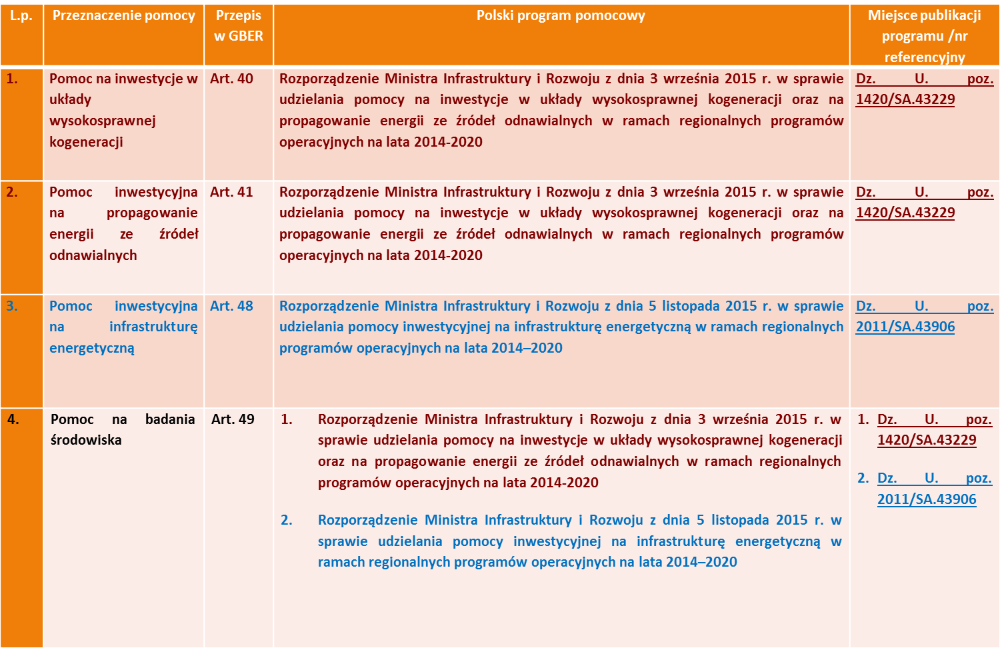 L.p.
Przeznaczenie pomocy
Przepis
w GBER
Polski program pomocowy
Miejsce publikacji
programu /nr
referencyjny
1.
Pomoc na inwestycje w
układy
wysokosprawnej
kogeneracji
Art. 40
Rozporządzenie Ministra Infrastruktury i Rozwoju z dnia 3 września 2015 r. w sprawie
udzielania pomocy na inwestycje w układy wysokosprawnej kogeneracji oraz na
propagowanie energii ze źródeł odnawialnych w ramach regionalnych programów
operacyjnych na lata 2014-2020
Dz. U. poz.
1420/SA.43229
2.
Pomoc inwestycyjna
na propagowanie
energii ze źródeł
odnawialnych
Art. 41
Rozporządzenie Ministra Infrastruktury i Rozwoju z dnia 3 września 2015 r. w sprawie
udzielania pomocy na inwestycje w układy wysokosprawnej kogeneracji oraz na
propagowanie energii ze źródeł odnawialnych w ramach regionalnych programów
operacyjnych na lata 2014-2020
Dz. U. poz.
1420/SA.43229
3.
Pomoc inwestycyjna
na infrastrukturę
energetyczną
Art. 48
Rozporządzenie Ministra Infrastruktury i Rozwoju z dnia 5 listopada 2015 r. w sprawie
udzielania pomocy inwestycyjnej na infrastrukturę energetyczną w ramach regionalnych
programów operacyjnych na lata 2014–2020
Dz. U. poz.
2011/SA.43906
4.
Pomoc na badania
środowiska
Art. 49
1. Rozporządzenie Ministra Infrastruktury i Rozwoju z dnia 3 września 2015 r. w
sprawie udzielania pomocy na inwestycje w układy wysokosprawnej kogeneracji
oraz na propagowanie energii ze źródeł odnawialnych w ramach regionalnych
programów operacyjnych na lata 2014-2020
2. Rozporządzenie Ministra Infrastruktury i Rozwoju z dnia 5 listopada 2015 r. w
sprawie udzielania pomocy inwestycyjnej na infrastrukturę energetyczną w
ramach regionalnych programów operacyjnych na lata 2014–2020
1. Dz. U. poz.
1420/SA.43229
2. Dz. U. poz.
2011/SA.43906